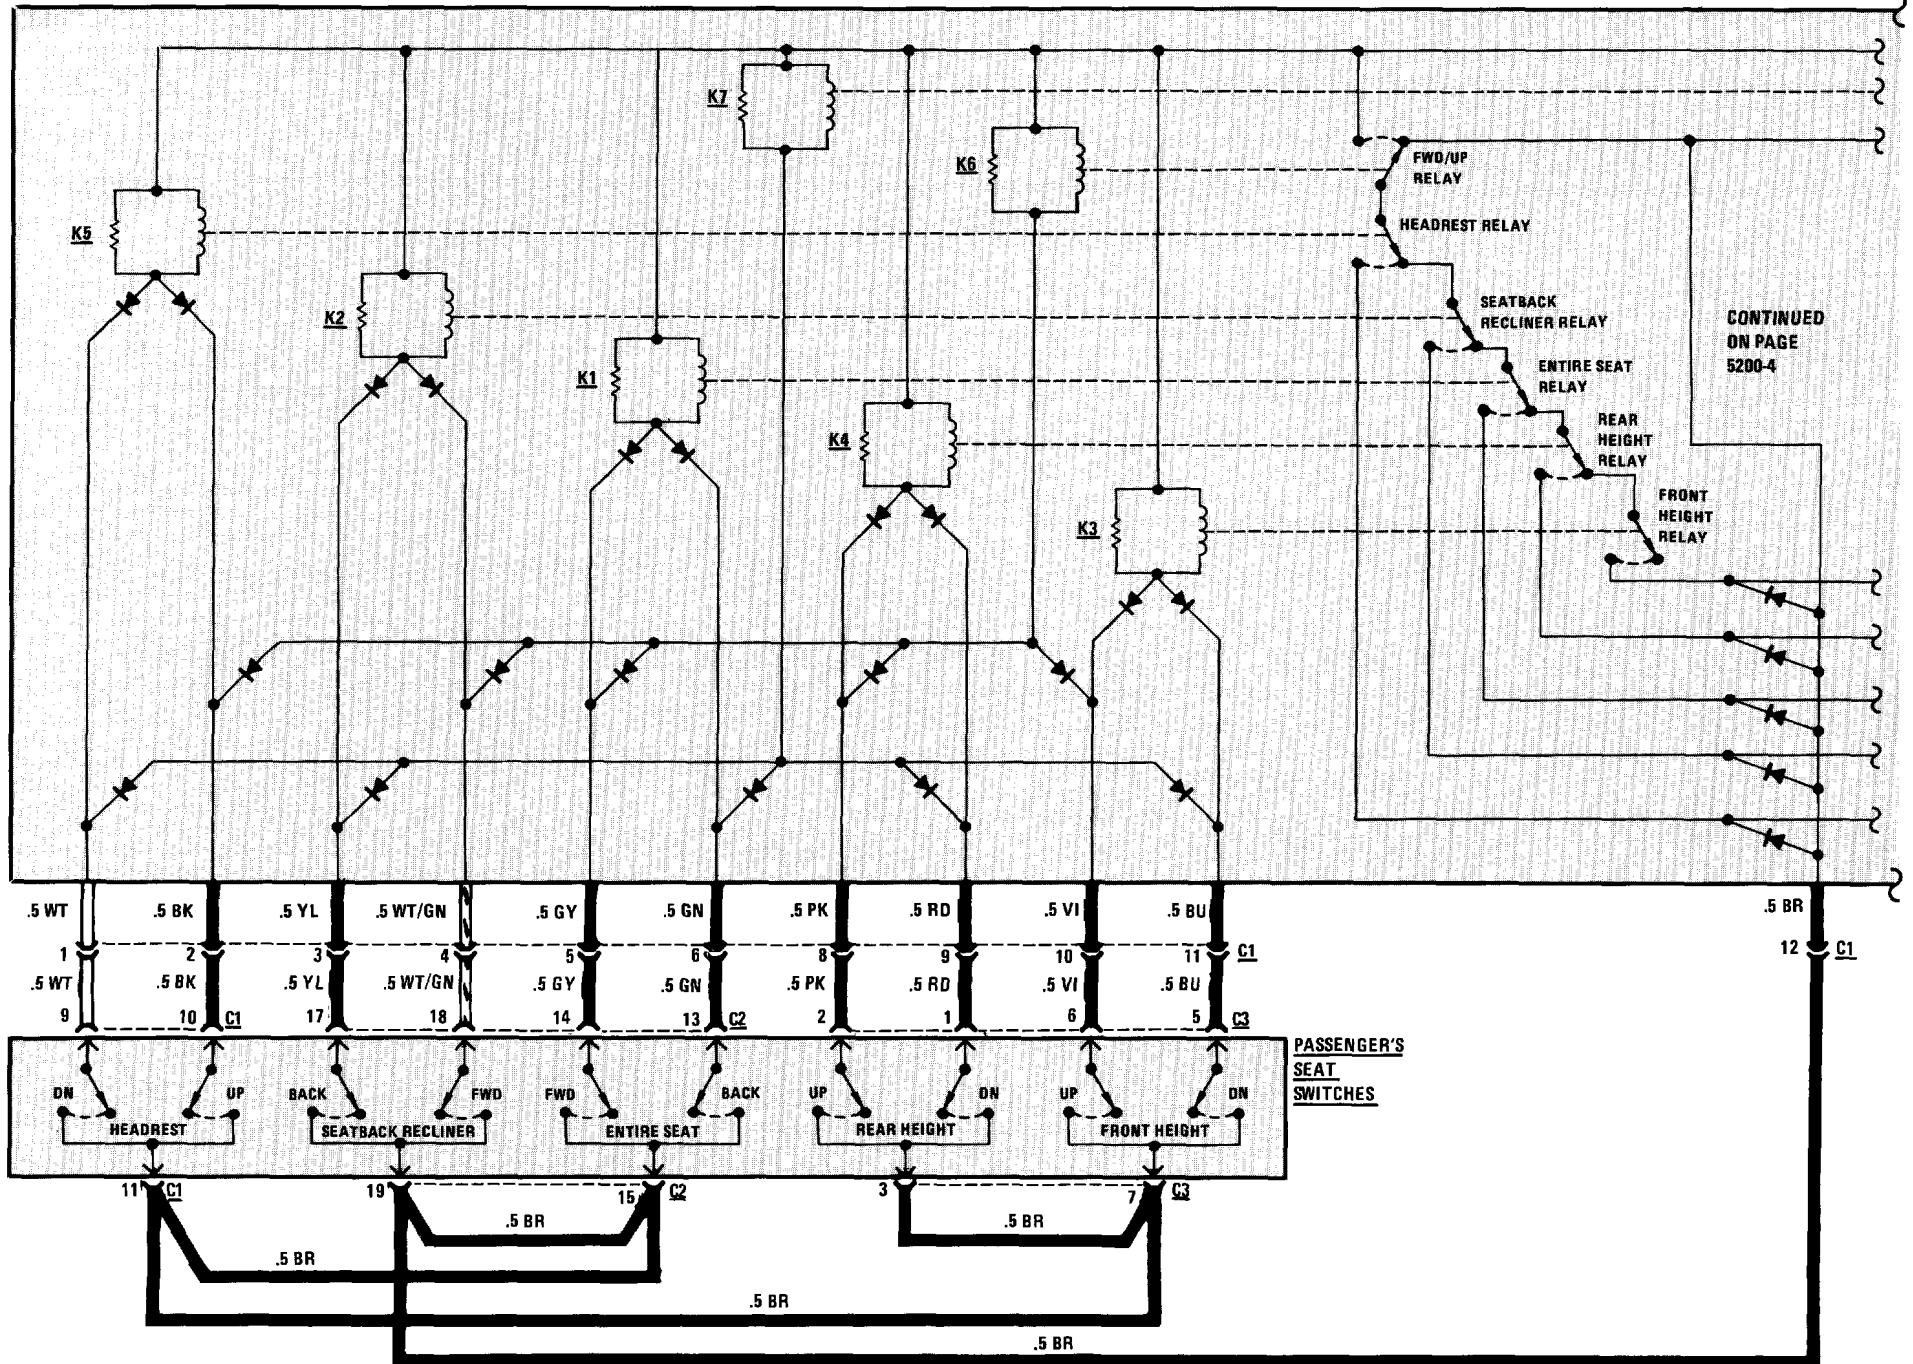 K7
K6
FWD/UP
RELAY
K5
HEADREST RELAY
K2
SEATBACK
RECLINER RELAY
CONTINUED
ON PAGE
5200-4
K1
ENTIRE SEAT
RELAY
K4
REAR
HEIGHT
RELAY
K3
FRONT
HEIGHT
RELAY
.5 WT .5 BK .5 YL .5 WT/GN .5 GY .5 GN .5 PK .5 RD .5 VI .5 BU .5 BR
1 2 3 4 5 6 8 9 10 11 C1 12 C1
.5 WT .5 BK .5 YL .5 WT/GN .5 GY .5 GN .5 PK .5 RD .5 VI .5 BU
9 10 C1 17 18 14 13 C2 2 1 6 5 C3
PASSENGER'S
SEAT
SWITCHES
DN UP BACK FWD FWD BACK UP DN UP DN
HEADREST SEATBACK RECLINER ENTIRE SEAT REAR HEIGHT FRONT HEIGHT
11 C1 19 15 C2 3 7 C3
.5 BR .5 BR
.5 BR
.5 BR
.5 BR